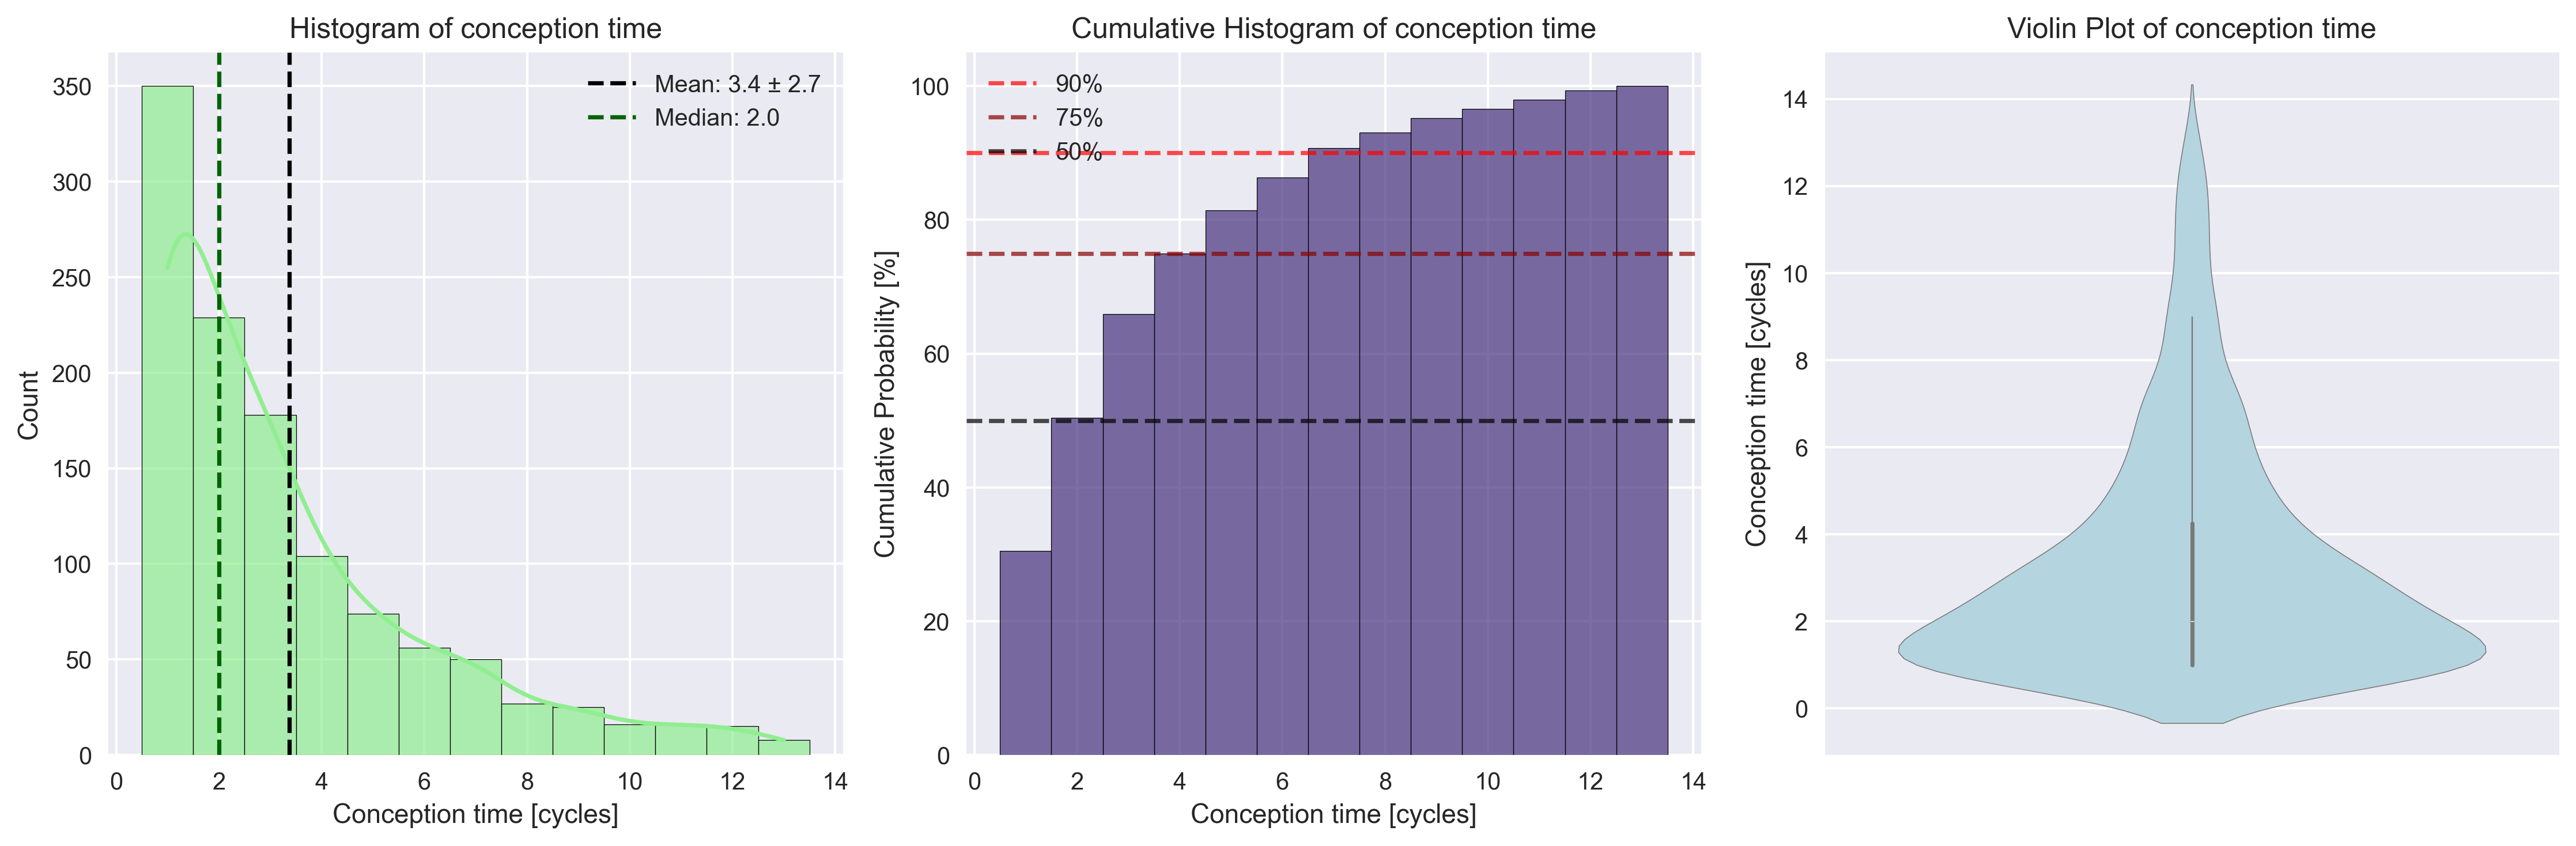 Histogram of conception time
Mean: 3.4 ± 2.7
Median: 2.0
Count
350
300
250
200
150
100
50
0
0 2 4 6 8 10 12 14
Conception time [cycles]
Cumulative Histogram of conception time
90%
75%
50%
Cumulative Probability [%]
100
80
60
40
20
0
0 2 4 6 8 10 12 14
Conception time [cycles]
Violin Plot of conception time
Conception time [cycles]
14
12
10
8
6
4
2
0